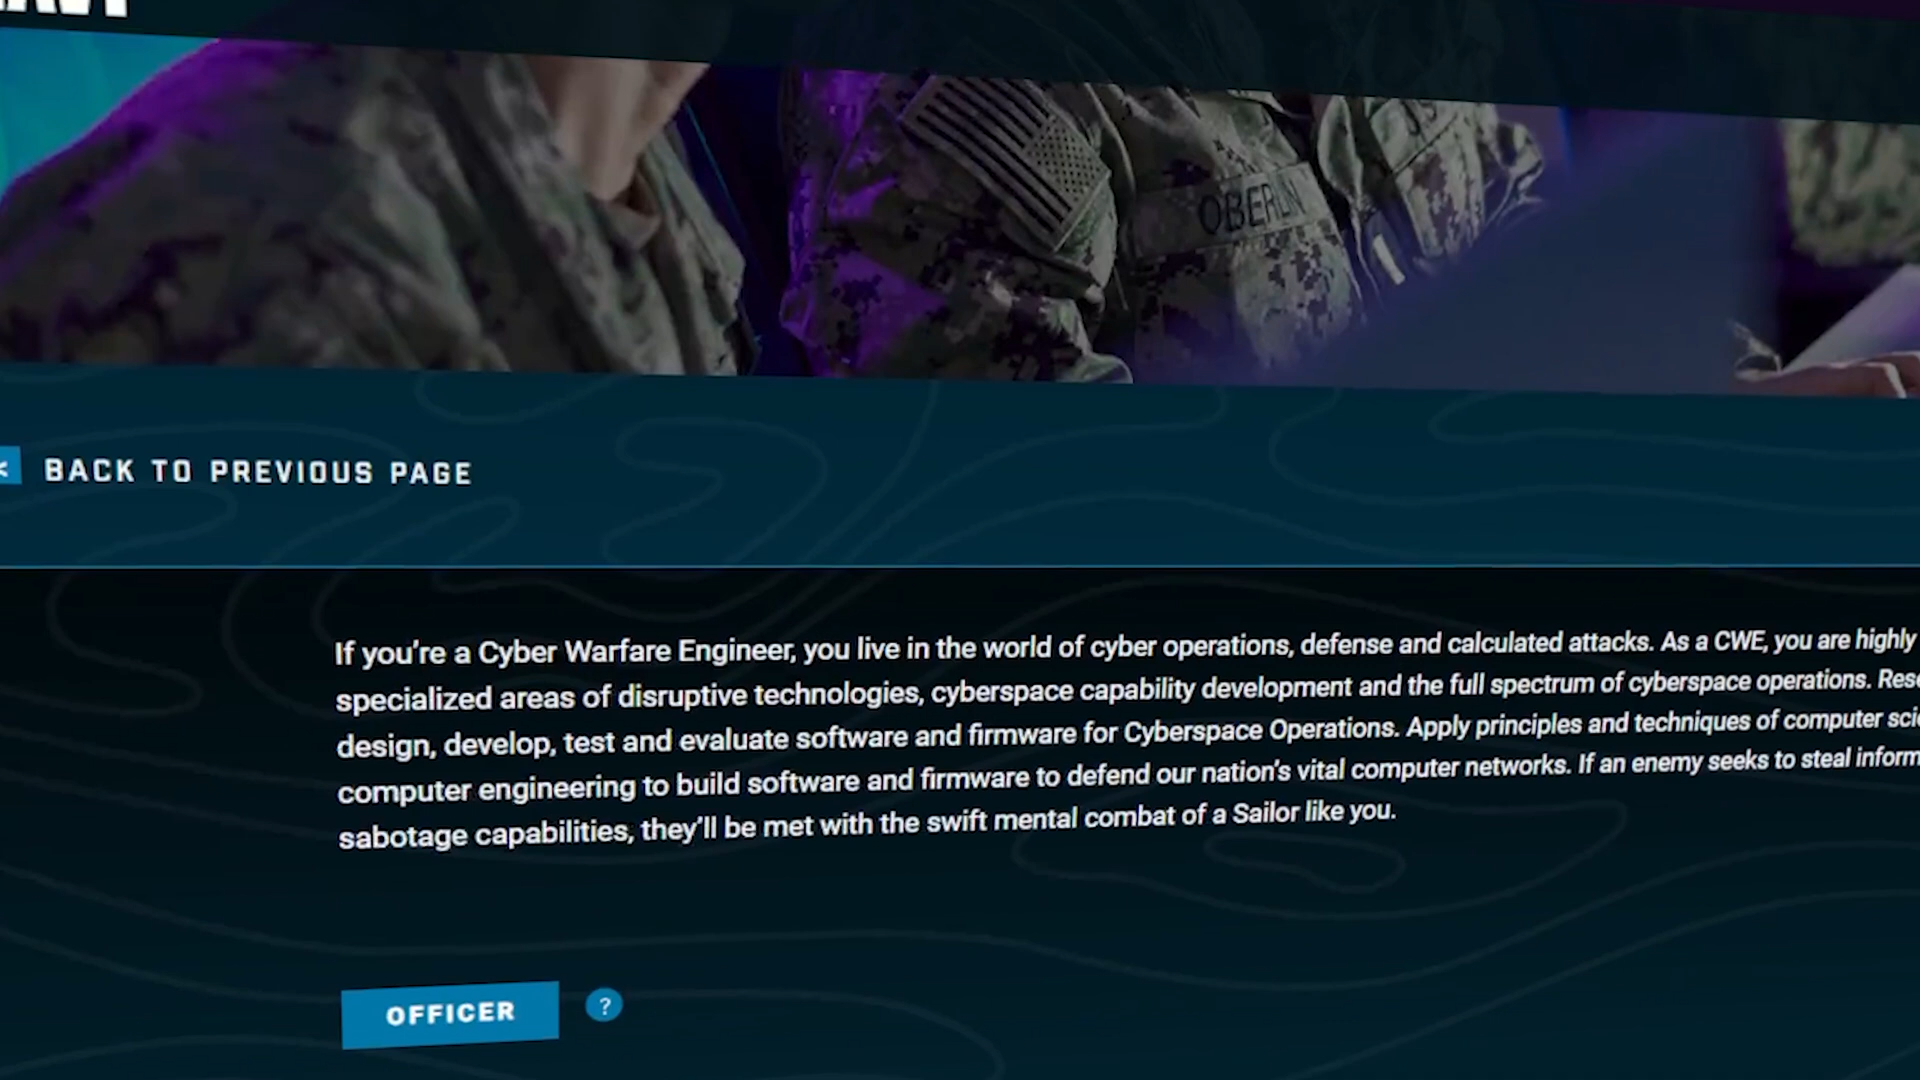 OBERLIN
< BACK TO PREVIOUS PAGE
If you're a Cyber Warfare Engineer, you live in the world of cyber operations, defense and calculated attacks. As a CWE, you are highly
specialized areas of disruptive technologies, cyberspace capability development and the full spectrum of cyberspace operations.
design, develop, test and evaluate software and firmware for Cyberspace Operations. Apply principles and techniques of computer
computer engineering to build software and firmware to defend our nation's vital computer networks. If an enemy seeks to steal
sabotage capabilities, they'll be met with the swift mental combat of a Sailor like you.
OFFICER ?